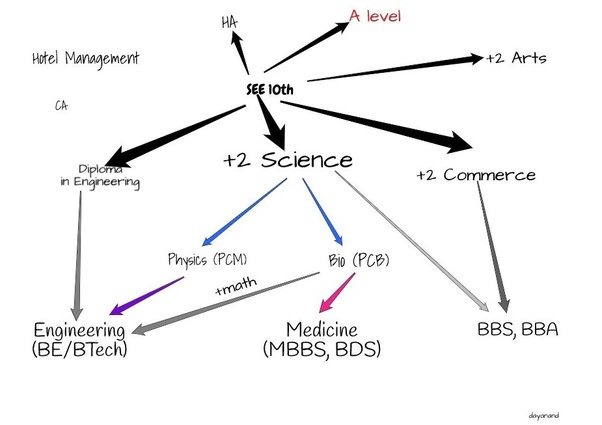 HA
A level
Hotel Management
+2 Arts
SEE 10th
CA
+2 Science
Diploma
in Engineering
+2 Commerce
Physics (PCM)
Bio (PCB)
+math
Engineering
(BE/BTech)
Medicine
(MBBS, BDS)
BBS, BBA
dayanand